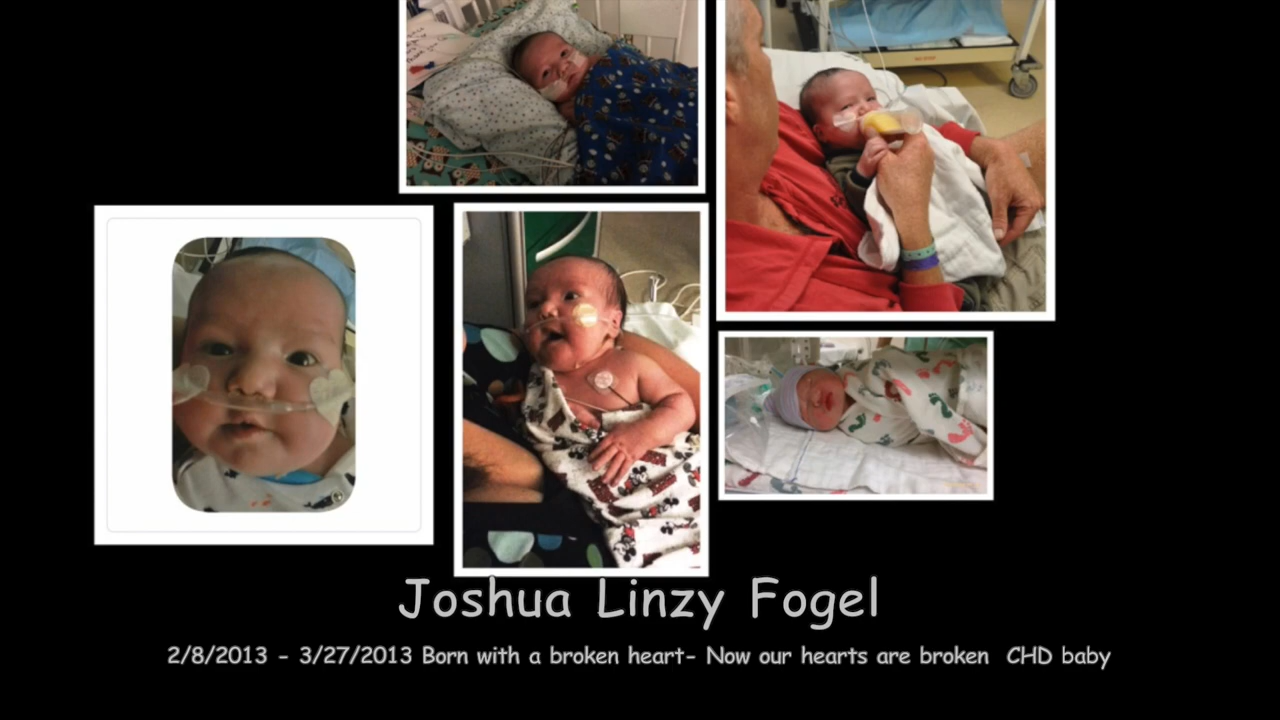 Joshua Linzy Fogel
2/8/2013 - 3/27/2013 Born with a broken heart- Now our hearts are broken  CHD baby